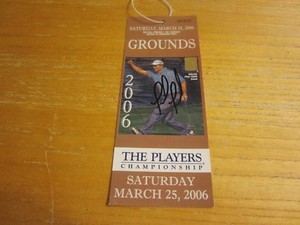 SATURDAY, MARCH 25, 2006
GROUNDS
2006
THE PLAYERS
CHAMPIONSHIP
SATURDAY
MARCH 25, 2006